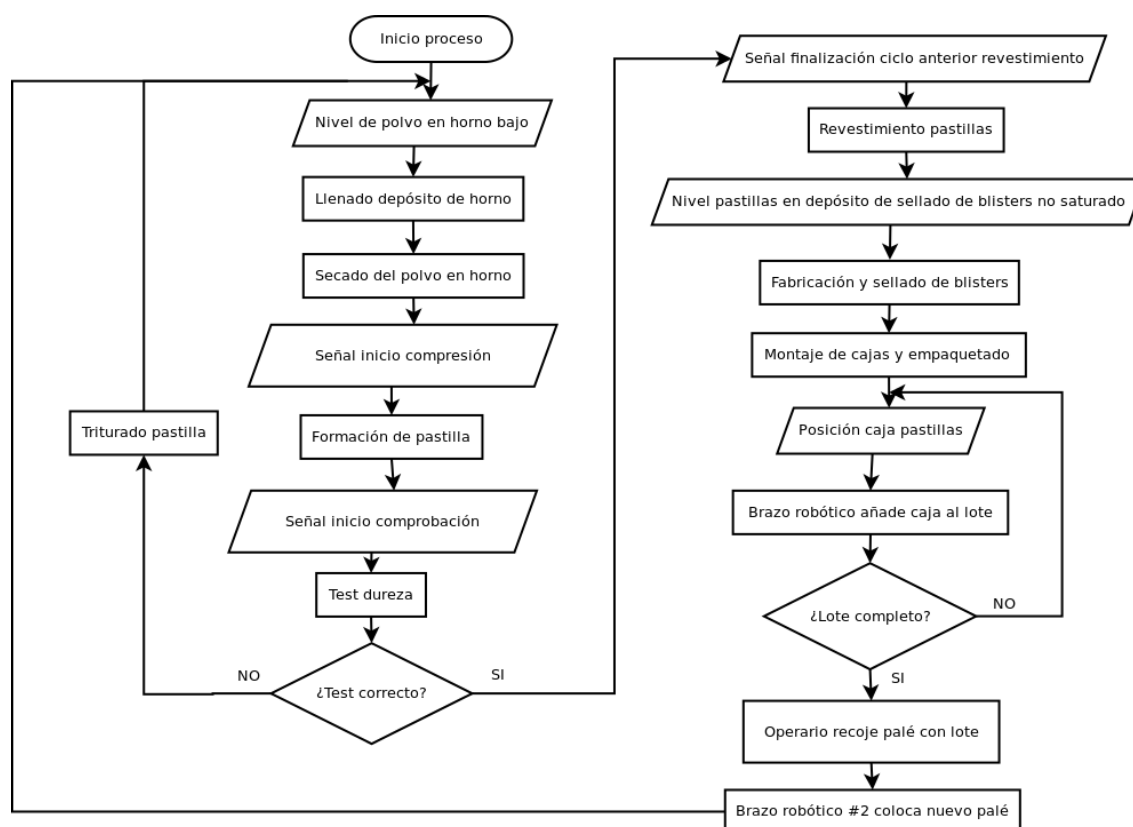 Inicio proceso
Nivel de polvo en horno bajo
Llenado depósito de horno
Secado del polvo en horno
Señal inicio compresión
Formación de pastilla
Triturado pastilla
Señal inicio comprobación
Test dureza
¿Test correcto?
NO
SI
Señal finalización ciclo anterior revestimiento
Revestimiento pastillas
Nivel pastillas en depósito de sellado de blisters no saturado
Fabricación y sellado de blisters
Montaje de cajas y empaquetado
Posición caja pastillas
Brazo robótico añade caja al lote
¿Lote completo?
NO
SI
Operario recoje palé con lote
Brazo robótico #2 coloca nuevo palé